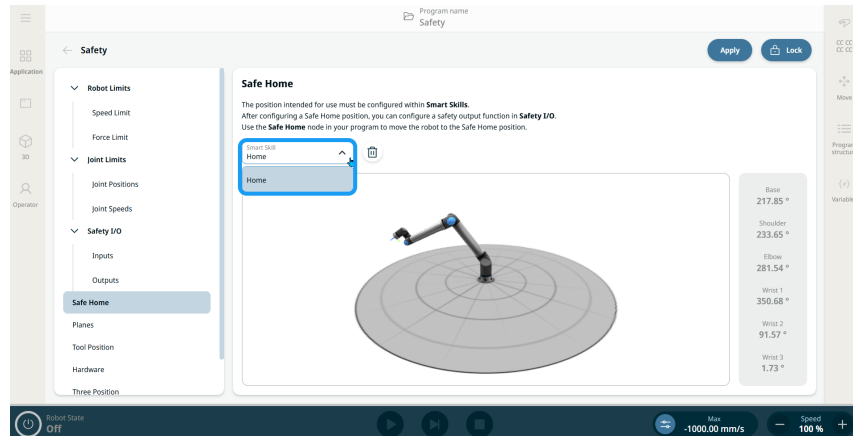 Program name
Safety
Safety
Apply
Lock
Application
3D
Operator
Robot Limits
Speed Limit
Force Limit
Joint Limits
Joint Positions
Joint Speeds
Safety I/O
Inputs
Outputs
Safe Home
Planes
Tool Position
Hardware
Three Position
Safe Home
The position intended for use must be configured within Smart Skills.
After configuring a Safe Home position, you can configure a safety output function in Safety I/O.
Use the Safe Home node in your program to move the robot to the Safe Home position.
Smart Skill
Home
Home
Base
217.85 °
Shoulder
233.65 °
Elbow
281.54 °
Wrist 1
350.68 °
Wrist 2
91.57 °
Wrist 3
1.73 °
CC CC
CC CC
Move
Program
structure
(x)
Variable
Robot State
Off
Max
-1000.00 mm/s
Speed
100 %